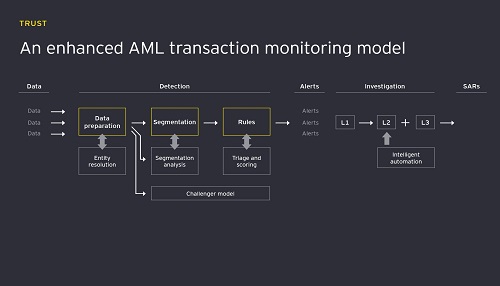 TRUST
An enhanced AML transaction monitoring model
Data
Detection
Alerts
Investigation
SARs
Data
Data
Data
Data
preparation
Segmentation
Rules
Alerts
Alerts
Alerts
L1
L2
+
L3
Entity
resolution
Segmentation
analysis
Triage and
scoring
Intelligent
automation
Challenger model